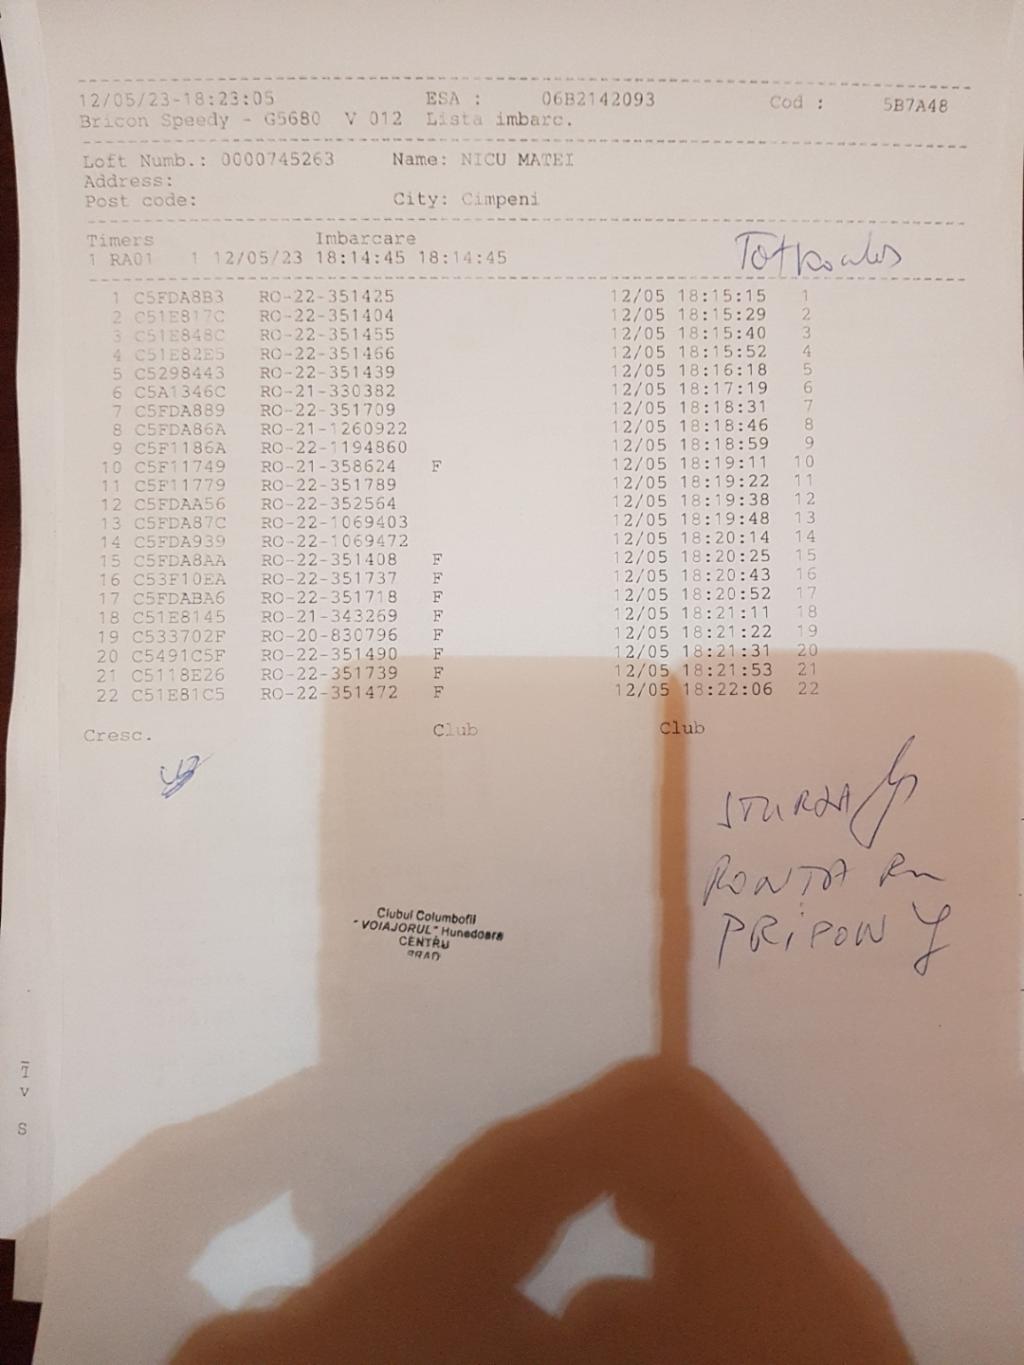 12/05/23-18:23:05 ESA : 06B2142093 Cod : 5B7A48
Bricon Speedy - G5680 V 012 Lista imbarc.
Loft Numb.: 0000745263 Name: NICU MATEI
Address:
Post code: City: Cimpeni
Timers Imbarcare
1 RA01 1 12/05/23 18:14:45 18:14:45
1 C5FDA8B3 RO-22-351425 12/05 18:15:15 1
2 C51E817C RO-22-351404 12/05 18:15:29 2
3 C51E848C RO-22-351455 12/05 18:15:40 3
4 C51E82E5 RO-22-351466 12/05 18:15:52 4
5 C5298443 RO-22-351439 12/05 18:16:18 5
6 C5A1346C RO-21-330382 12/05 18:17:19 6
7 C5FDA889 RO-22-351709 12/05 18:18:31 7
8 C5FDA86A RO-21-1260922 12/05 18:18:46 8
9 C5F1186A RO-22-1194860 12/05 18:18:59 9
10 C5F11749 RO-21-358624 F 12/05 18:19:11 10
11 C5F11779 RO-22-351789 12/05 18:19:22 11
12 C5FDAA56 RO-22-352564 12/05 18:19:38 12
13 C5FDA87C RO-22-1069403 12/05 18:19:48 13
14 C5FDA939 RO-22-1069472 12/05 18:20:14 14
15 C5FDA8AA RO-22-351408 F 12/05 18:20:25 15
16 C53F10EA RO-22-351737 F 12/05 18:20:43 16
17 C5FDABA6 RO-22-351718 F 12/05 18:20:52 17
18 C51E8145 RO-21-343269 F 12/05 18:21:11 18
19 C533702F RO-20-830796 F 12/05 18:21:22 19
20 C5491C5F RO-22-351490 F 12/05 18:21:31 20
21 C5118E26 RO-22-351739 F 12/05 18:21:53 21
22 C51E81C5 RO-22-351472 F 12/05 18:22:06 22
Cresc. Club Club
STURZA
PRIPON
Clubul Columbofil
"VOIAJORUL" Hunedoara
CENTRU
BRAD